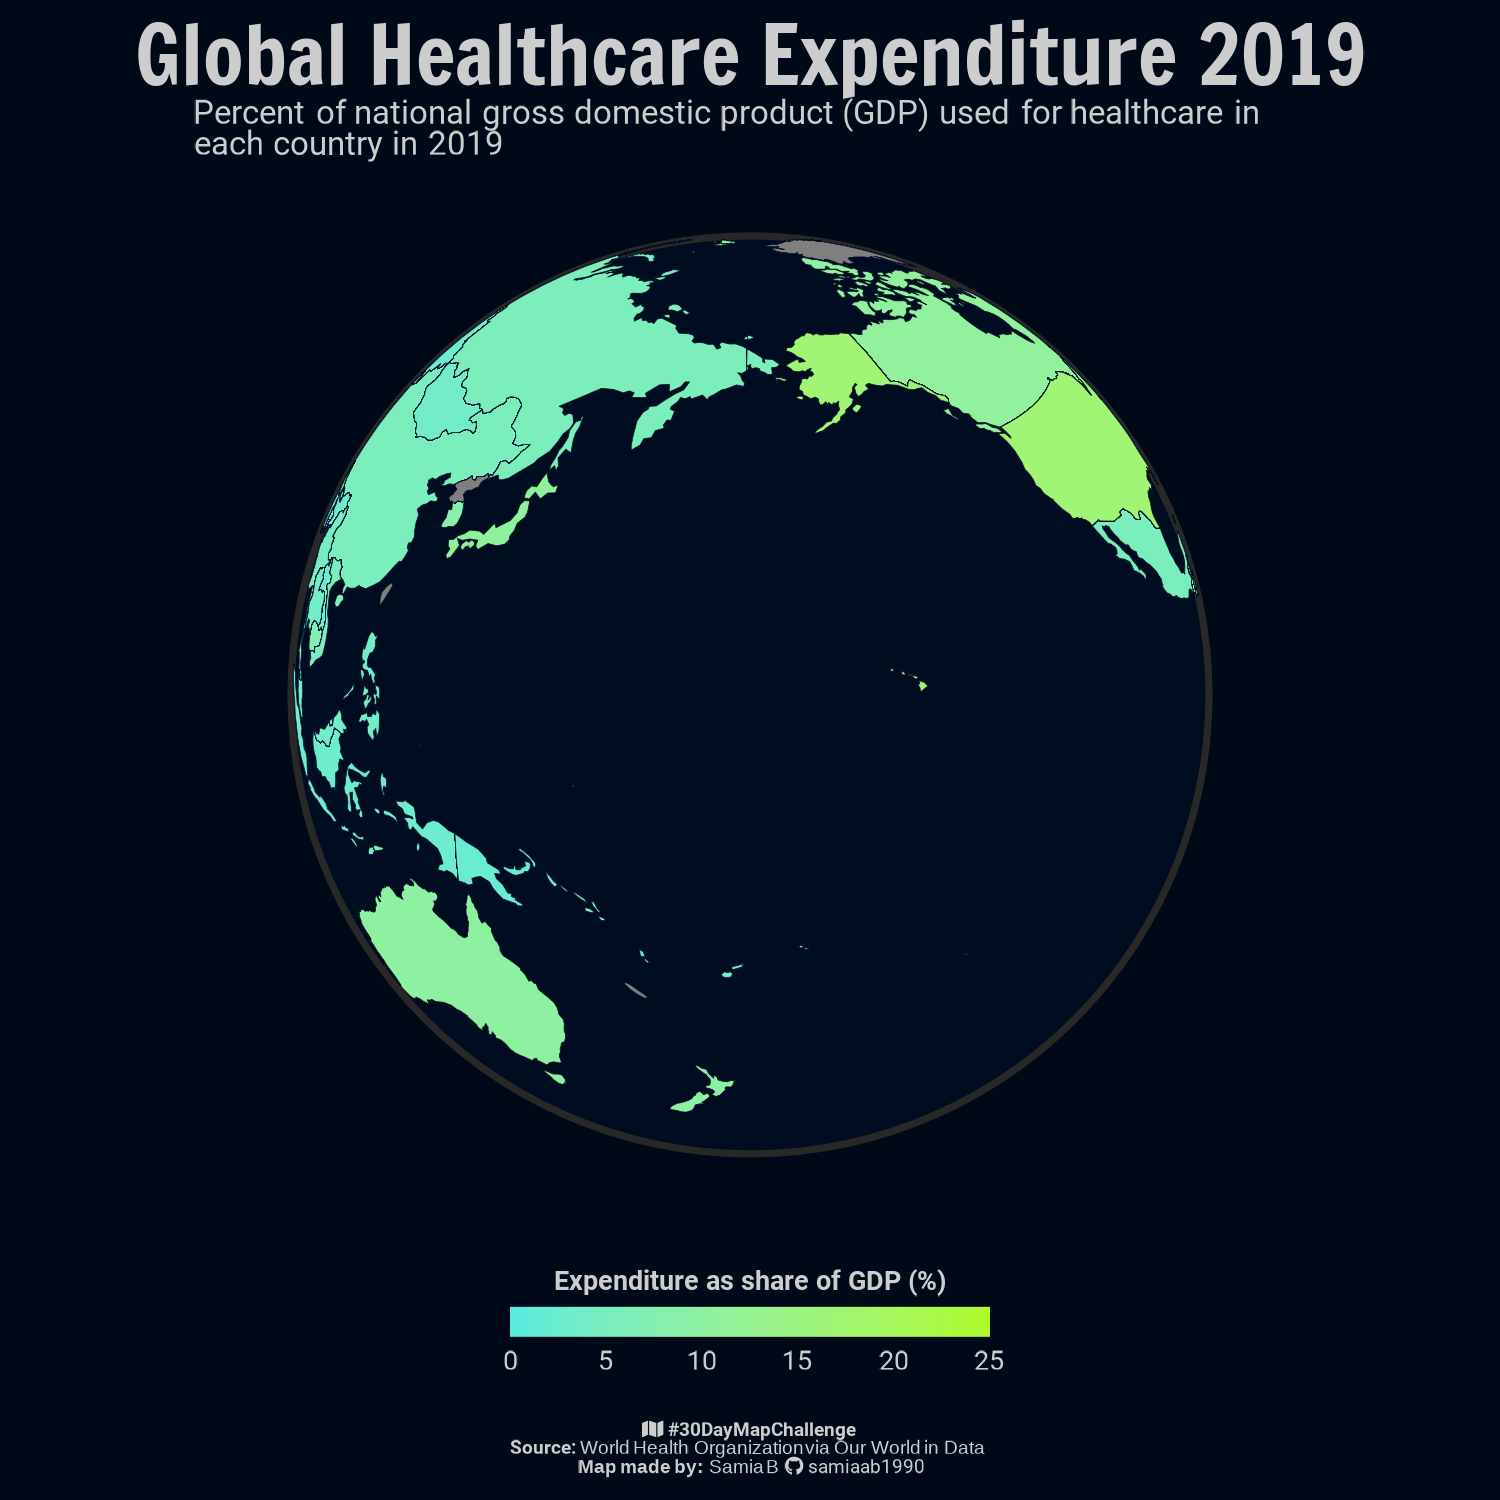 Global Healthcare Expenditure 2019
Percent of national gross domestic product (GDP) used for healthcare in
each country in 2019
Expenditure as share of GDP (%)
0 5 10 15 20 25
#30DayMapChallenge
Source: World Health Organization via Our World in Data
Map made by: Samia B samiaab1990